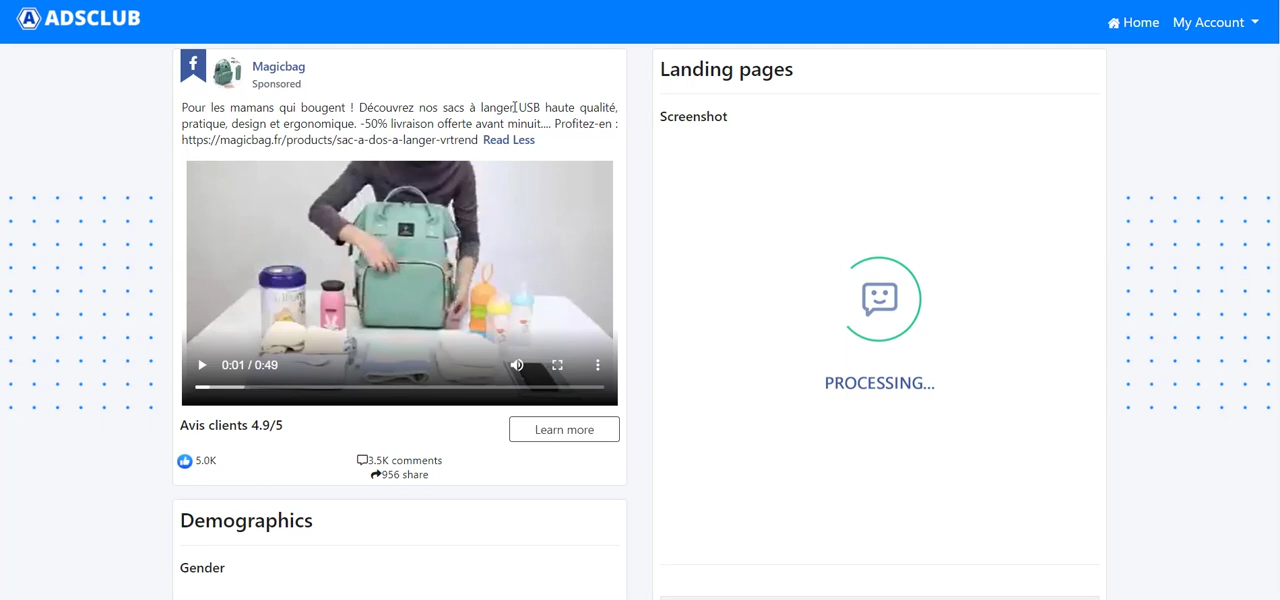 ADSCLUB
Home My Account
Magicbag
Sponsored
Pour les mamans qui bougent ! Découvrez nos sacs à langer USB haute qualité,
pratique, design et ergonomique. -50% livraison offerte avant minuit.... Profitez-en :
https://magicbag.fr/products/sac-a-dos-a-langer-vrtrend Read Less
0:01 / 0:49
Avis clients 4.9/5
Learn more
5.0K
3.5K comments
956 share
Demographics
Gender
Landing pages
Screenshot
PROCESSING...